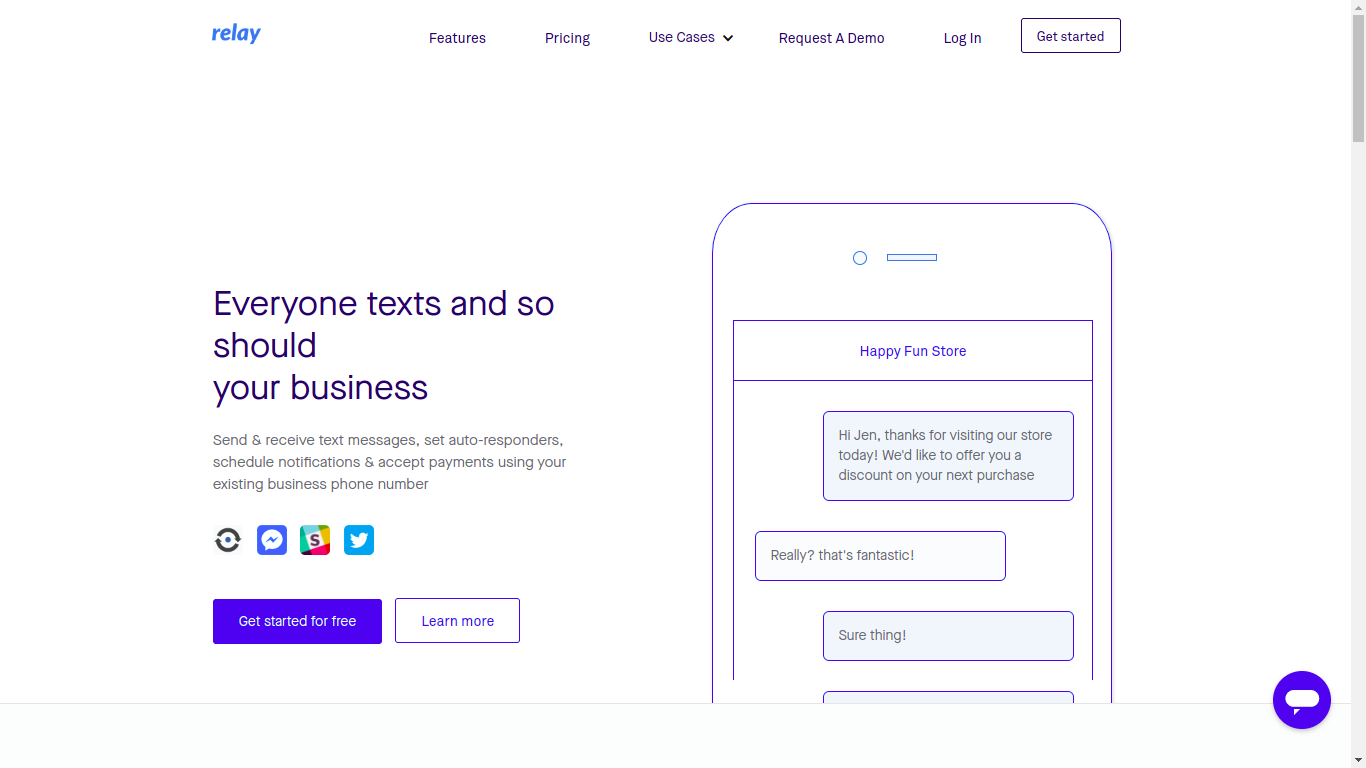 relay
Features
Pricing
Use Cases
Request A Demo
Log In
Get started
Everyone texts and so
should
your business
Send & receive text messages, set auto-responders,
schedule notifications & accept payments using your
existing business phone number
S
Get started for free
Learn more
Happy Fun Store
Hi Jen, thanks for visiting our store
today! We'd like to offer you a
discount on your next purchase
Really? that's fantastic!
Sure thing!